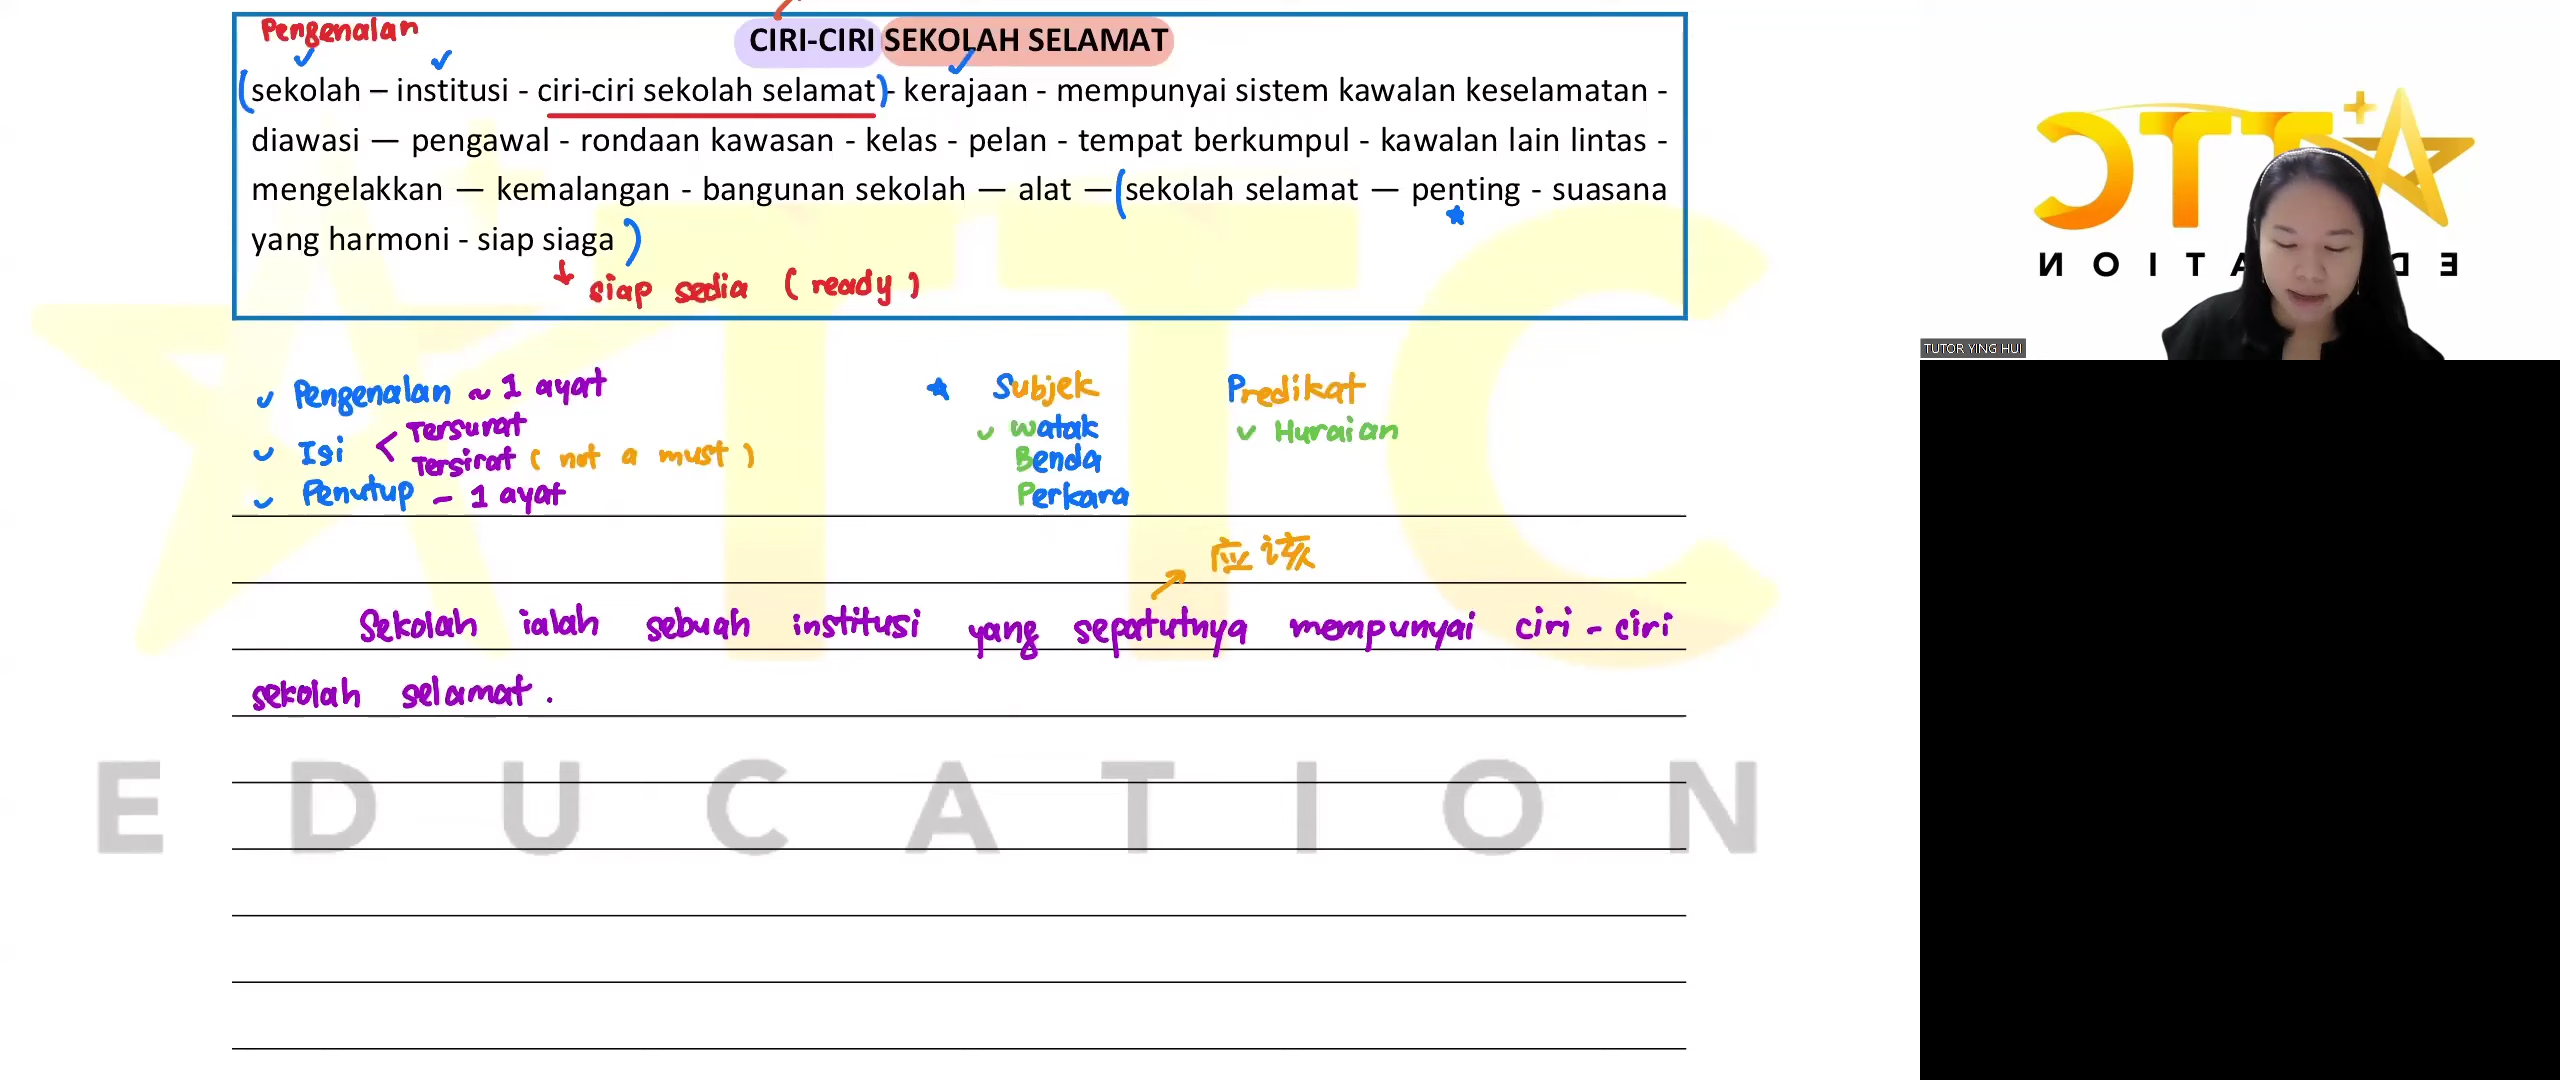 Pengenalan
CIRI-CIRI SEKOLAH SELAMAT
(sekolah – institusi - ciri-ciri sekolah selamat)- kerajaan - mempunyai sistem kawalan keselamatan -
diawasi — pengawal - rondaan kawasan - kelas - pelan - tempat berkumpul - kawalan lain lintas -
mengelakkan — kemalangan - bangunan sekolah — alat —(sekolah selamat — penting - suasana
yang harmoni - siap siaga)
siap sedia (ready)
Pengenalan ~ 1 ayat
Isi < Tersurat
Tersirat (not a must)
Penutup - 1 ayat
Subjek Predikat
Watak Huraian
Benda
Perkara
应该
Sekolah ialah sebuah institusi yang sepatutnya mempunyai ciri-ciri
sekolah selamat.
EDUCATION
TTC
EDUCATION
TUTOR YING HUI